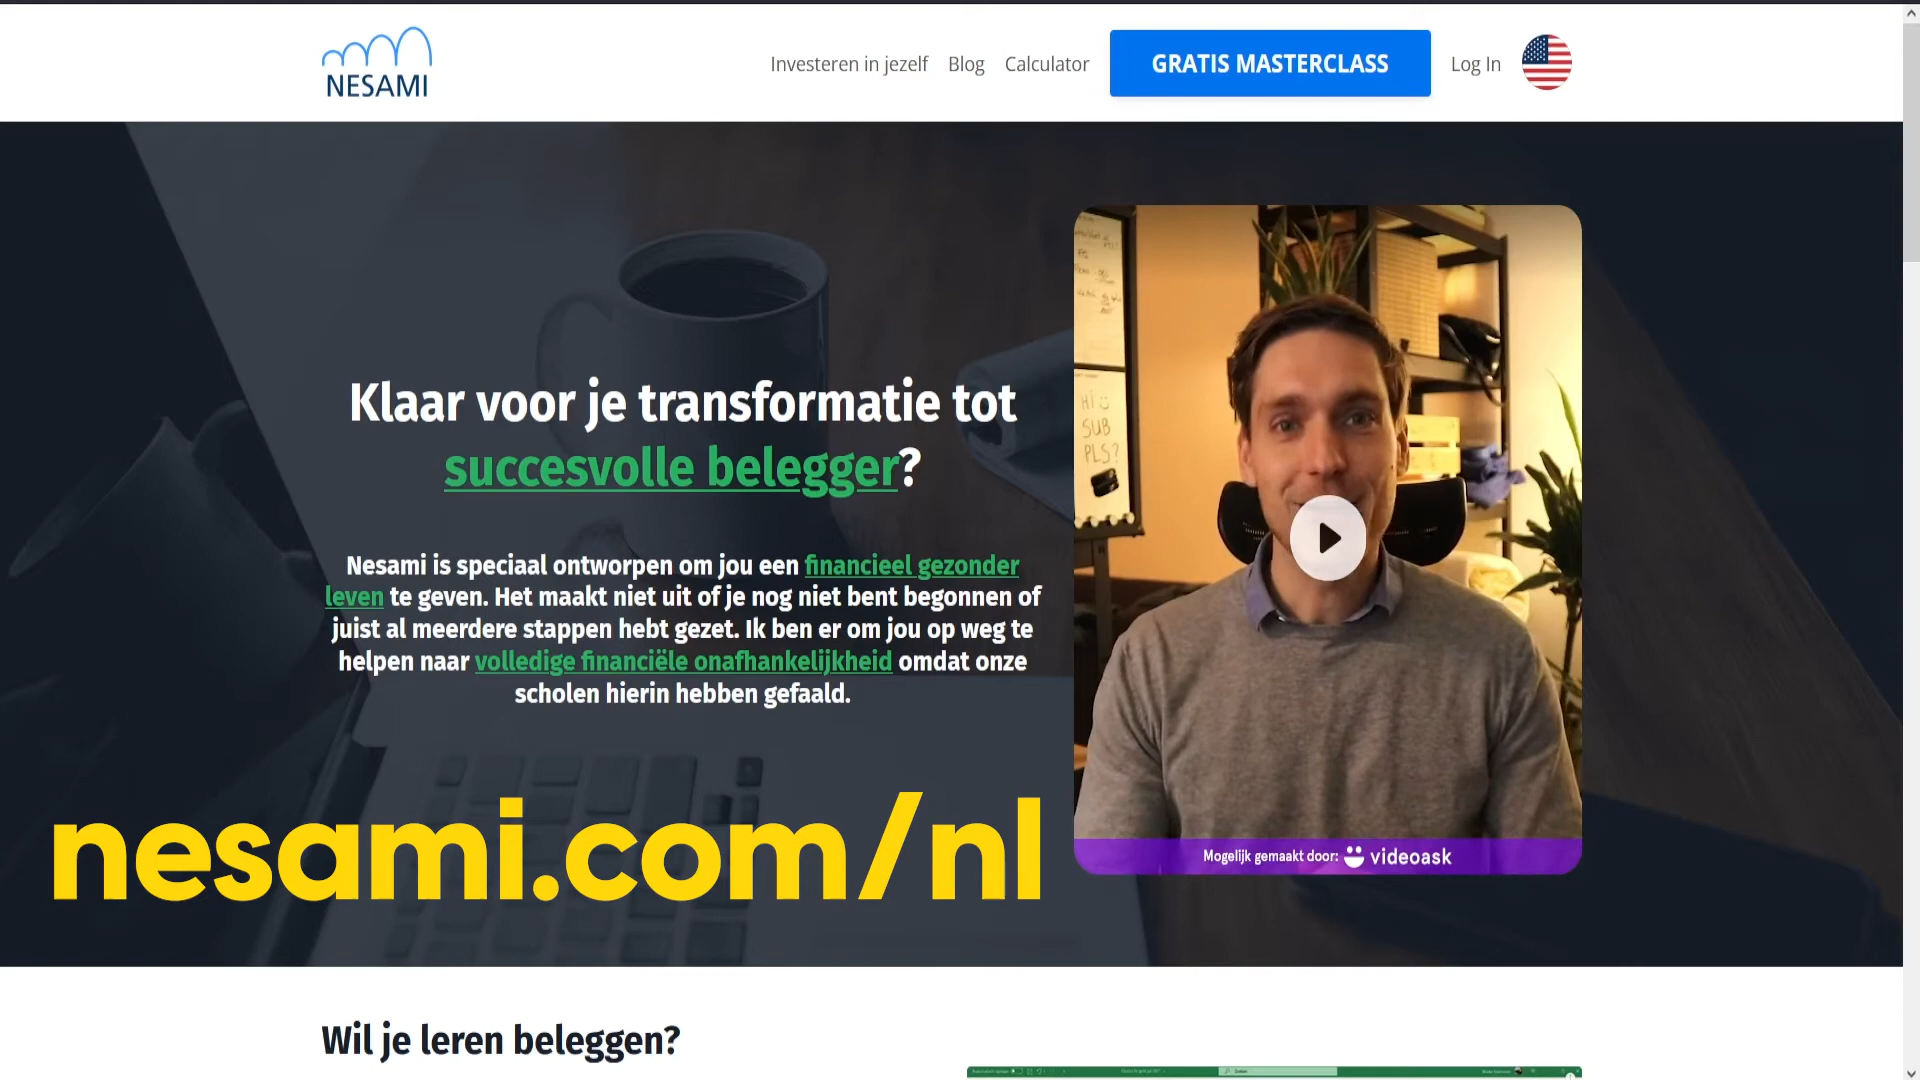 NESAMI
Investeren in jezelf
Blog
Calculator
GRATIS MASTERCLASS
Log In
Klaar voor je transformatie tot
succesvolle belegger?
Nesami is speciaal ontworpen om jou een financieel gezonder
leven te geven. Het maakt niet uit of je nog niet bent begonnen of
juist al meerdere stappen hebt gezet. Ik ben er om jou op weg te
helpen naar volledige financiële onafhankelijkheid omdat onze
scholen hierin hebben gefaald.
HI
SUB
PLS?
Mogelijk gemaakt door: videoask
nesami.com/nl
Wil je leren beleggen?